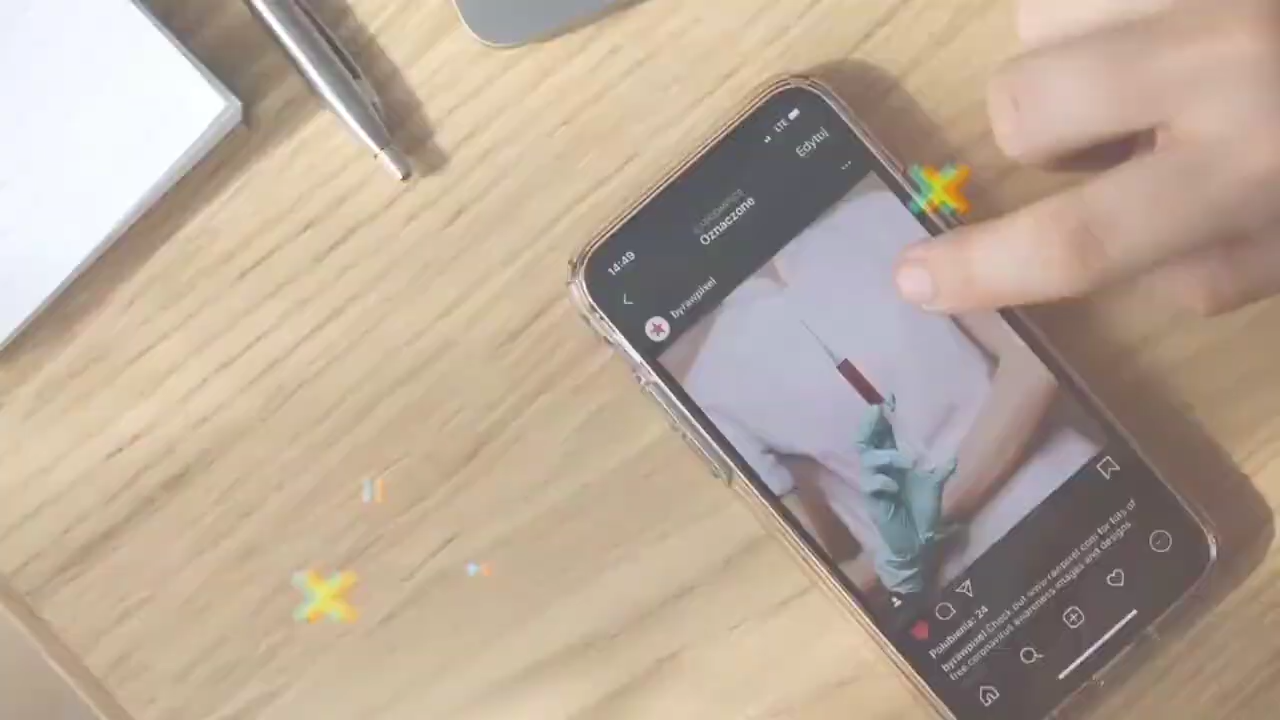 14:49
LTE
Edytuj
Oznaczone
byrawpixel
Polubienia: 24
byrawpixel Check out www.rawpixel.com for lots of
free coronavirus awareness images and designs